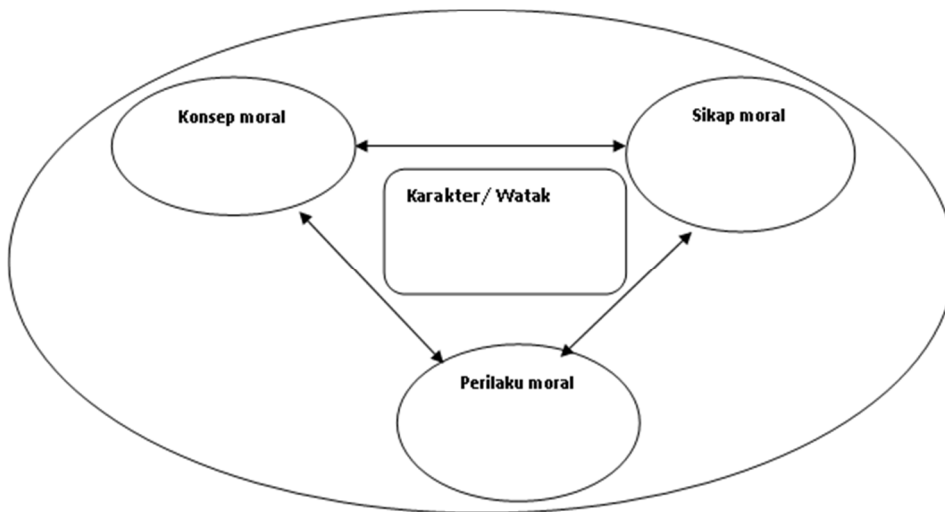 Konsep moral
Sikap moral
Karakter/ Watak
Perilaku moral